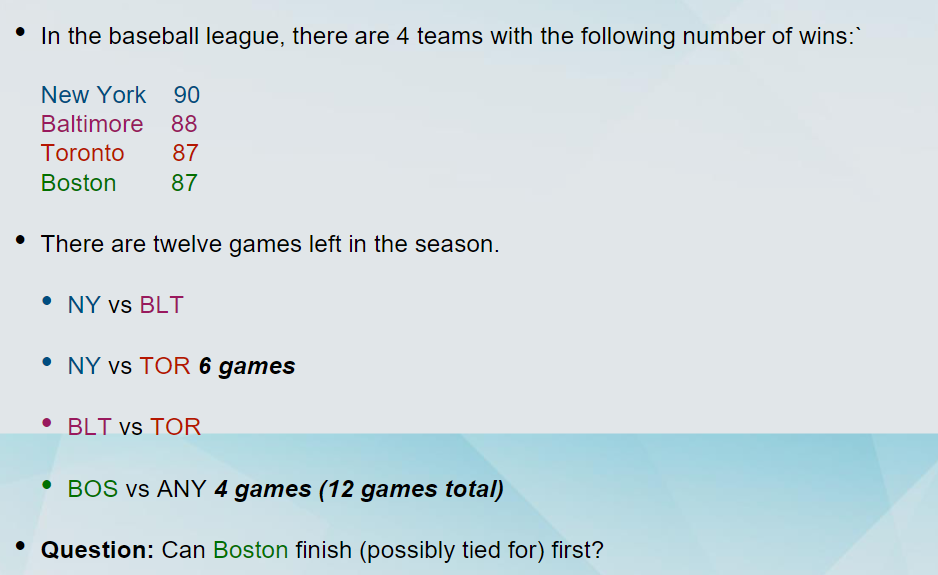 • In the baseball league, there are 4 teams with the following number of wins:`
New York 90
Baltimore 88
Toronto 87
Boston 87
• There are twelve games left in the season.
• NY vs BLT
• NY vs TOR 6 games
• BLT vs TOR
• BOS vs ANY 4 games (12 games total)
• Question: Can Boston finish (possibly tied for) first?